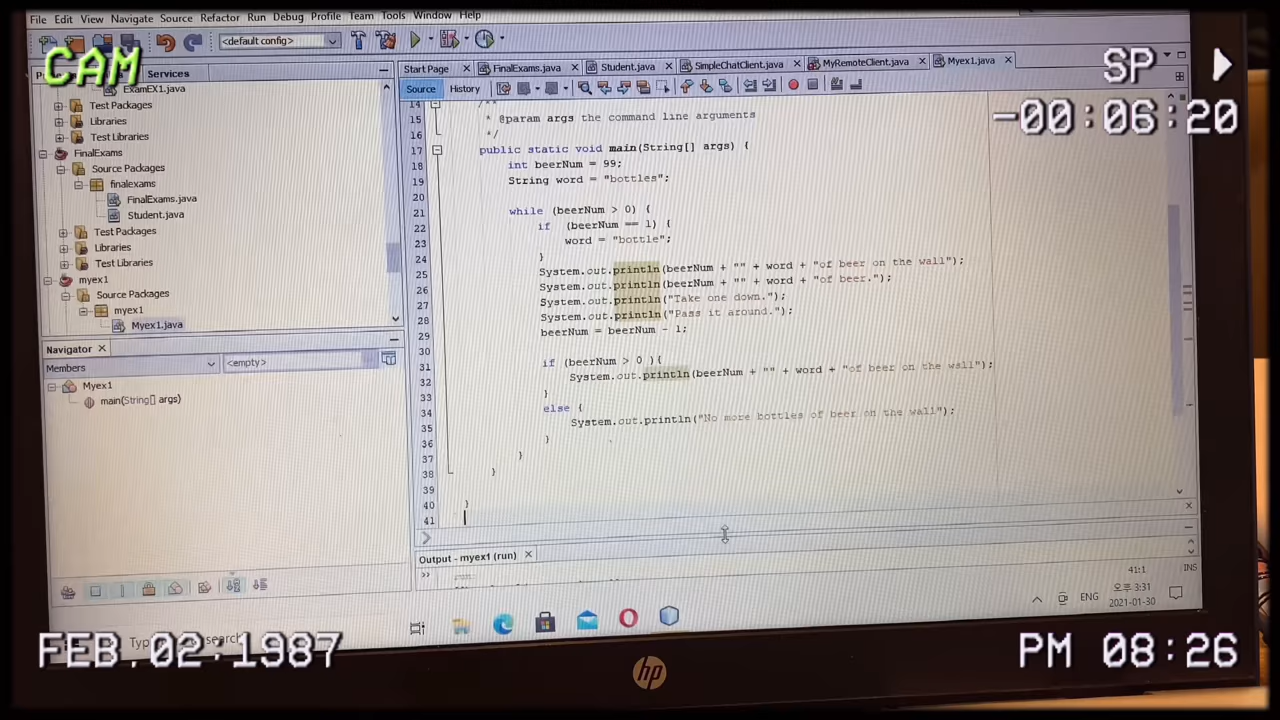 File Edit View Navigate Source Refactor Run Debug Profile Team Tools Window Help
<default config>
CAM
SP
-00:06:20
Services
Start Page
FinalExams.java
Student.java
SimpleChatClient.java
MyRemoteClient.java
Myex1.java
Source History
ExamEX1.java
Test Packages
Libraries
Test Libraries
FinalExams
Source Packages
finalexams
FinalExams.java
Student.java
Test Packages
Libraries
Test Libraries
myex1
Source Packages
myex1
Myex1.java
Navigator
Members
<empty>
Myex1
main(String[] args)
14 /**
15 * @param args the command line arguments
16 */
17 public static void main(String[] args) {
18 int beerNum = 99;
19 String word = "bottles";
20
21 while (beerNum > 0) {
22 if (beerNum == 1) {
23 word = "bottle";
24 }
25 System.out.println(beerNum + "" + word + "of beer on the wall");
26 System.out.println(beerNum + "" + word + "of beer.");
27 System.out.println("Take one down.");
28 System.out.println("Pass it around.");
29 beerNum = beerNum - 1;
30
31 if (beerNum > 0 ){
32 System.out.println(beerNum + "" + word + "of beer on the wall");
33 }
34 else {
35 System.out.println("No more bottles of beer on the wall");
36 }
37 }
38 }
39
40 }
41
Output - myex1 (run)
41:1
INS
ENG
오후 3:31
2021-01-30
hp
FEB.02:1987
PM 08:26